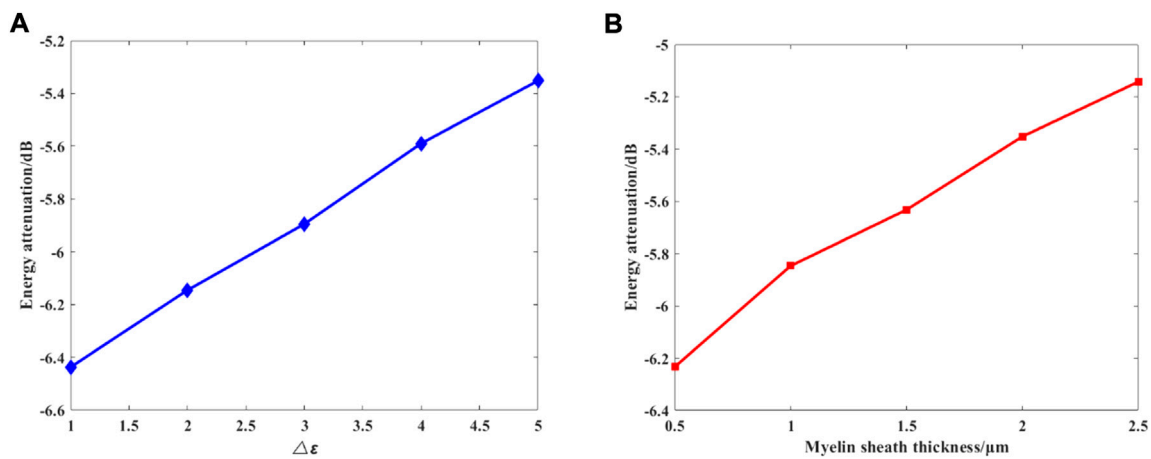 A
-5.2
-5.4
-5.6
-5.8
-6
-6.2
-6.4
-6.6
Energy attenuation/dB
1 1.5 2 2.5 3 3.5 4 4.5 5
△ε
B
-5
-5.2
-5.4
-5.6
-5.8
-6
-6.2
-6.4
Energy attenuation/dB
0.5 1 1.5 2 2.5
Myelin sheath thickness/μm